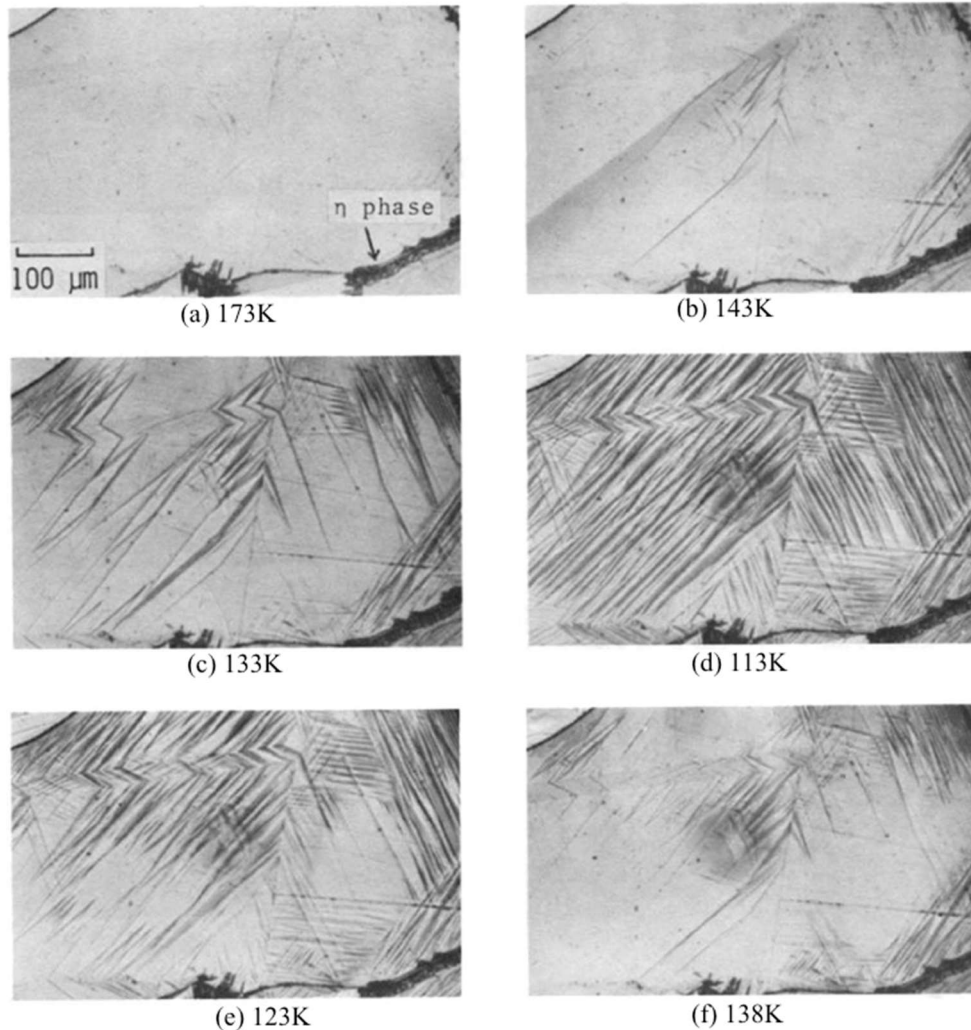 η phase
100 μm
(a) 173K
(b) 143K
(c) 133K
(d) 113K
(e) 123K
(f) 138K